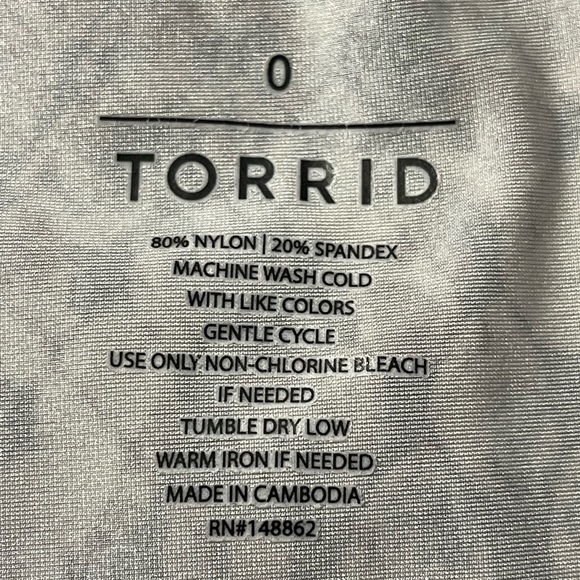 0
TORRID
80% NYLON | 20% SPANDEX
MACHINE WASH COLD
WITH LIKE COLORS
GENTLE CYCLE
USE ONLY NON-CHLORINE BLEACH
IF NEEDED
TUMBLE DRY LOW
WARM IRON IF NEEDED
MADE IN CAMBODIA
RN#148862